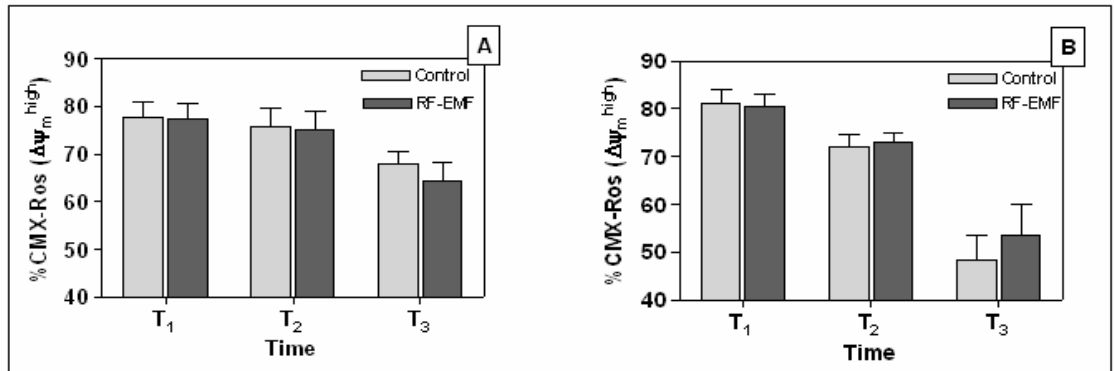 A
90
80
70
60
50
40
% CMX-Ros (Δψm^high)
Control
RF-EMF
T1
T2
T3
Time
B
90
80
70
60
50
40
% CMX-Ros (Δψm^high)
Control
RF-EMF
T1
T2
T3
Time